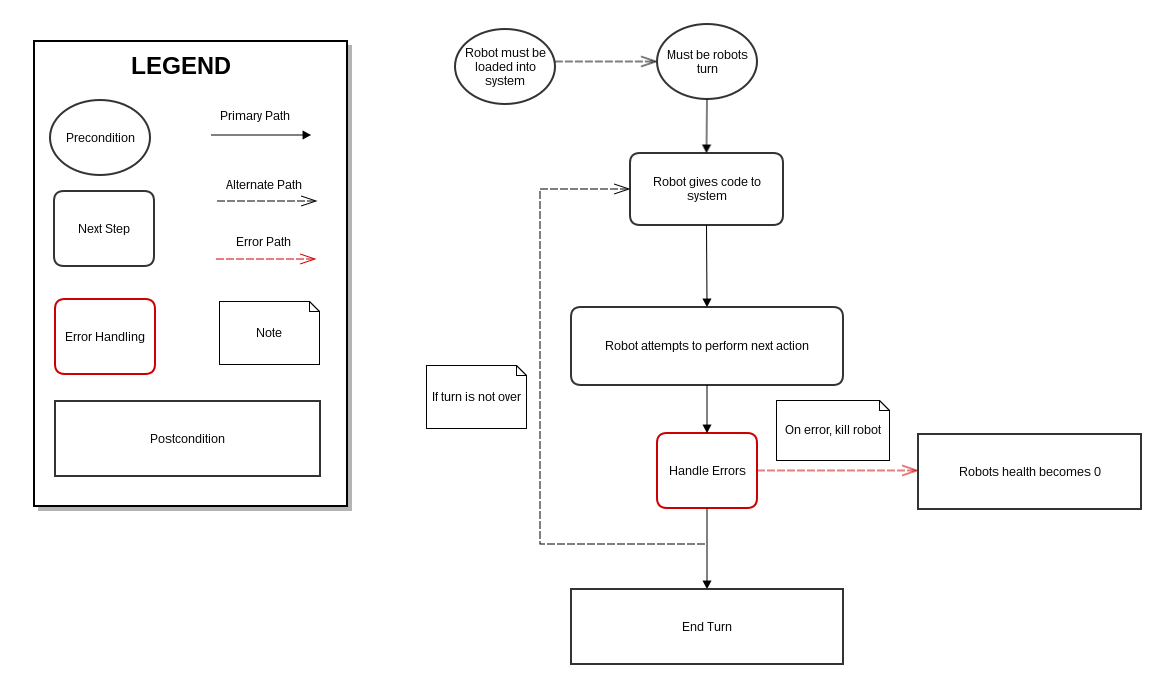 LEGEND
Precondition
Primary Path
Next Step
Alternate Path
Error Path
Error Handling
Note
Postcondition
Robot must be
loaded into
system
Must be robots
turn
Robot gives code to
system
Robot attempts to perform next action
If turn is not over
On error, kill robot
Handle Errors
Robots health becomes 0
End Turn